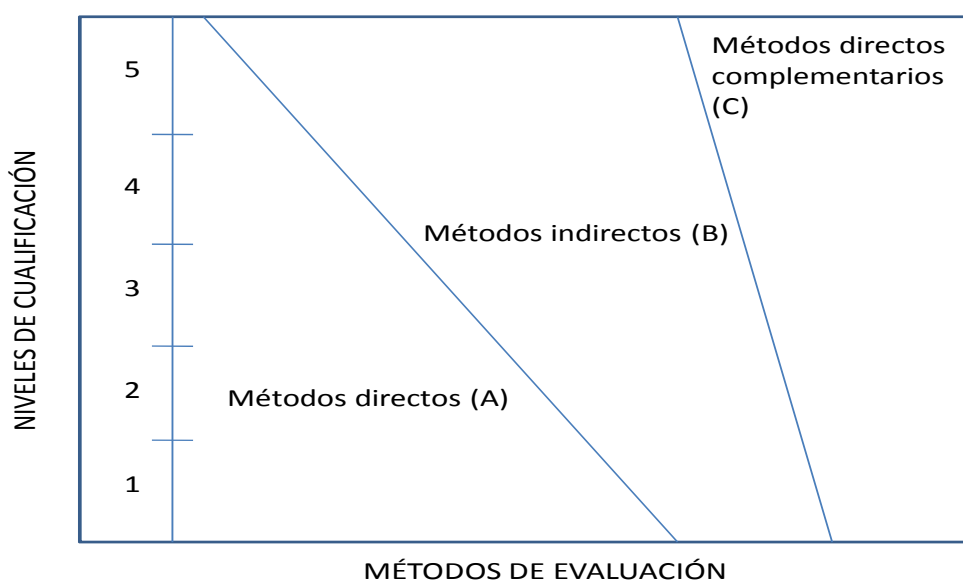 NIVELES DE CUALIFICACIÓN
5
4
3
2
1
Métodos directos
complementarios
(C)
Métodos indirectos (B)
Métodos directos (A)
MÉTODOS DE EVALUACIÓN